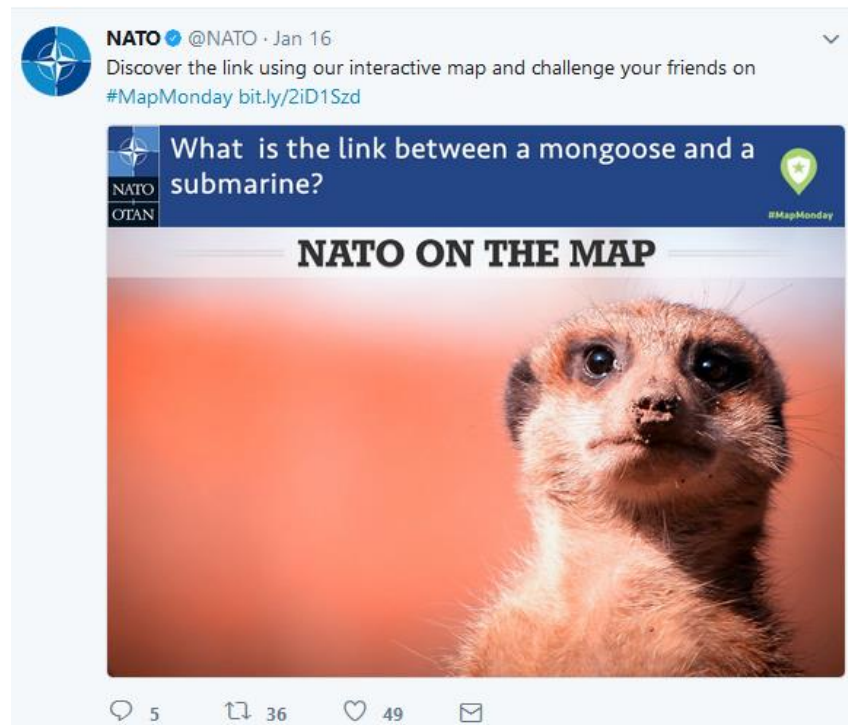 NATO @NATO · Jan 16
Discover the link using our interactive map and challenge your friends on
#MapMonday bit.ly/2iD1Szd
What is the link between a mongoose and a
submarine?
NATO
OTAN
#MapMonday
NATO ON THE MAP
5 36 49